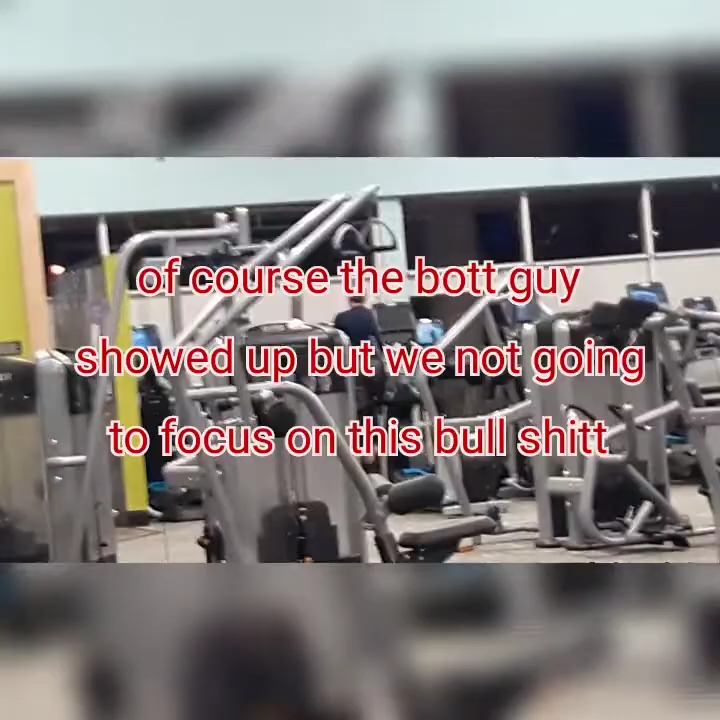 of course the bott guy
showed up but we not going
to focus on this bull shitt